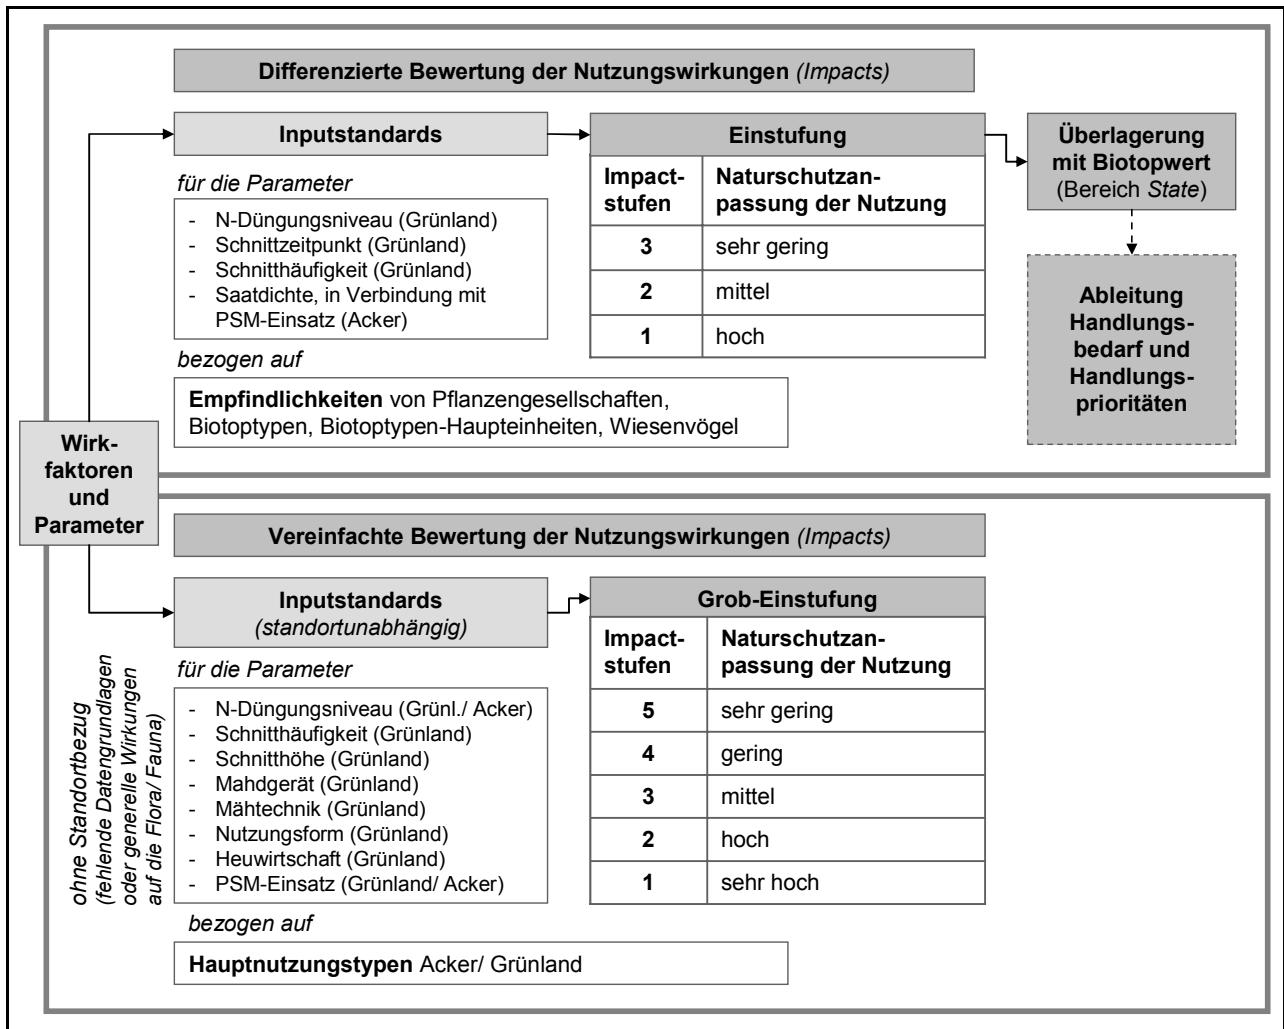 Differenzierte Bewertung der Nutzungswirkungen (Impacts)
Inputstandards
für die Parameter
- N-Düngungsniveau (Grünland)
- Schnittzeitpunkt (Grünland)
- Schnitthäufigkeit (Grünland)
- Saatdichte, in Verbindung mit
PSM-Einsatz (Acker)
bezogen auf
Empfindlichkeiten von Pflanzengesellschaften,
Biotoptypen, Biotoptypen-Haupteinheiten, Wiesenvögel
Einstufung
Impact-
stufen
Naturschutzan-
passung der Nutzung
3 sehr gering
2 mittel
1 hoch
Überlagerung
mit Biotopwert
(Bereich State)
Ableitung
Handlungs-
bedarf und
Handlungs-
prioritäten
Wirk-
faktoren
und
Parameter
Vereinfachte Bewertung der Nutzungswirkungen (Impacts)
Inputstandards
(standortunabhängig)
für die Parameter
- N-Düngungsniveau (Grünl./ Acker)
- Schnitthäufigkeit (Grünland)
- Schnitthöhe (Grünland)
- Mahdgerät (Grünland)
- Mähtechnik (Grünland)
- Nutzungsform (Grünland)
- Heuwirtschaft (Grünland)
- PSM-Einsatz (Grünland/ Acker)
bezogen auf
Hauptnutzungstypen Acker/ Grünland
Grob-Einstufung
Impact-
stufen
Naturschutzan-
passung der Nutzung
5 sehr gering
4 gering
3 mittel
2 hoch
1 sehr hoch
ohne Standortbezug
(fehlende Datengrundlagen
oder generelle Wirkungen
auf die Flora/ Fauna)